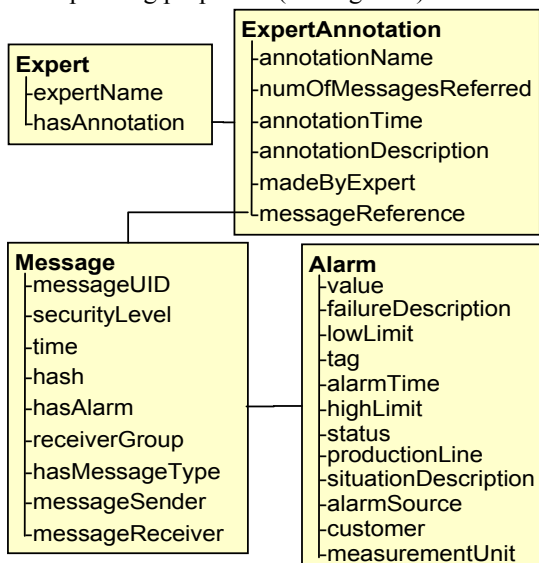 Expert
-expertName
-hasAnnotation
ExpertAnnotation
-annotationName
-numOfMessagesReferred
-annotationTime
-annotationDescription
-madeByExpert
-messageReference
Message
-messageUID
-securityLevel
-time
-hash
-hasAlarm
-receiverGroup
-hasMessageType
-messageSender
-messageReceiver
Alarm
-value
-failureDescription
-lowLimit
-tag
-alarmTime
-highLimit
-status
-productionLine
-situationDescription
-alarmSource
-customer
-measurementUnit